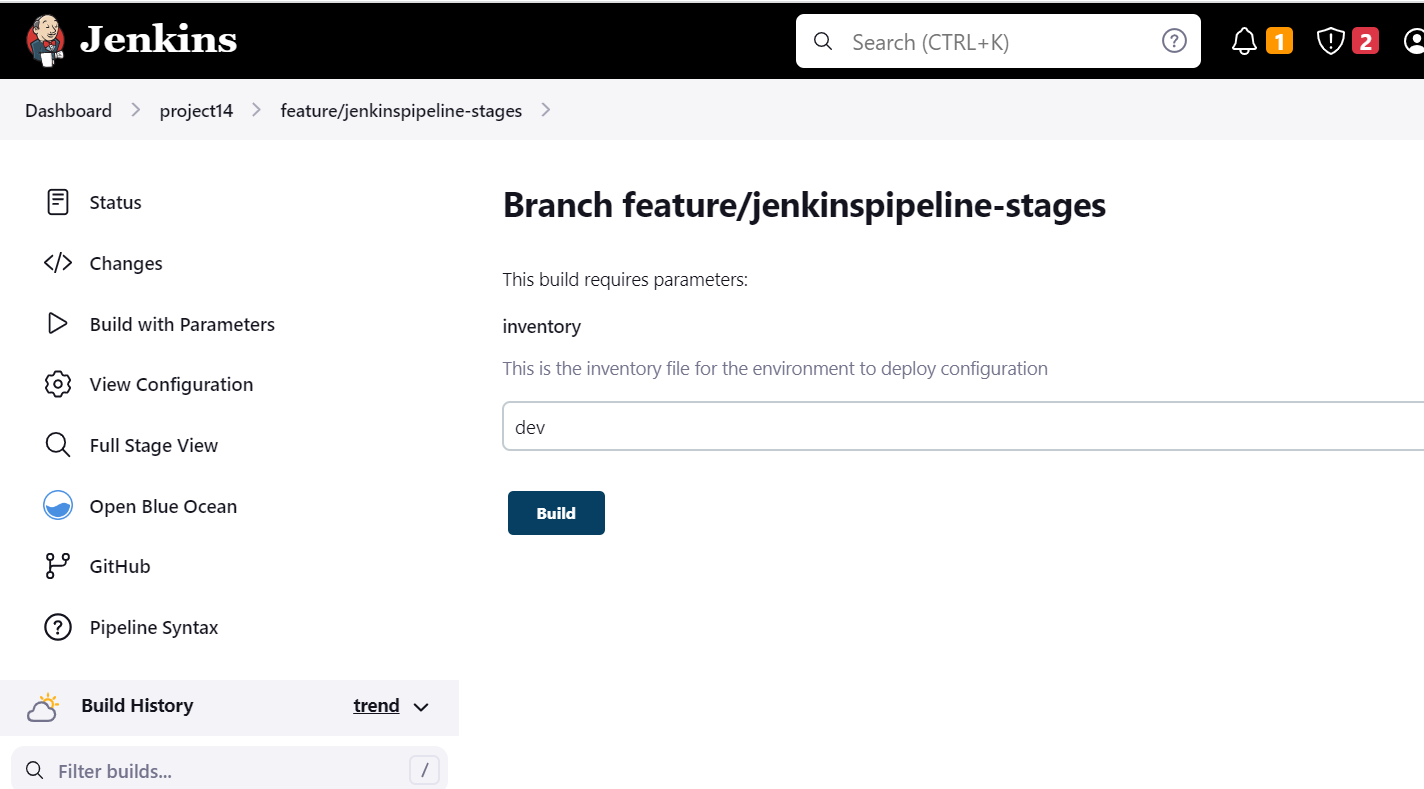 Jenkins
Search (CTRL+K)
?
1
2
Dashboard
project14
feature/jenkinspipeline-stages
Status
Changes
Build with Parameters
View Configuration
Full Stage View
Open Blue Ocean
GitHub
Pipeline Syntax
Build History
trend
Filter builds...
/
Branch feature/jenkinspipeline-stages
This build requires parameters:
inventory
This is the inventory file for the environment to deploy configuration
dev
Build